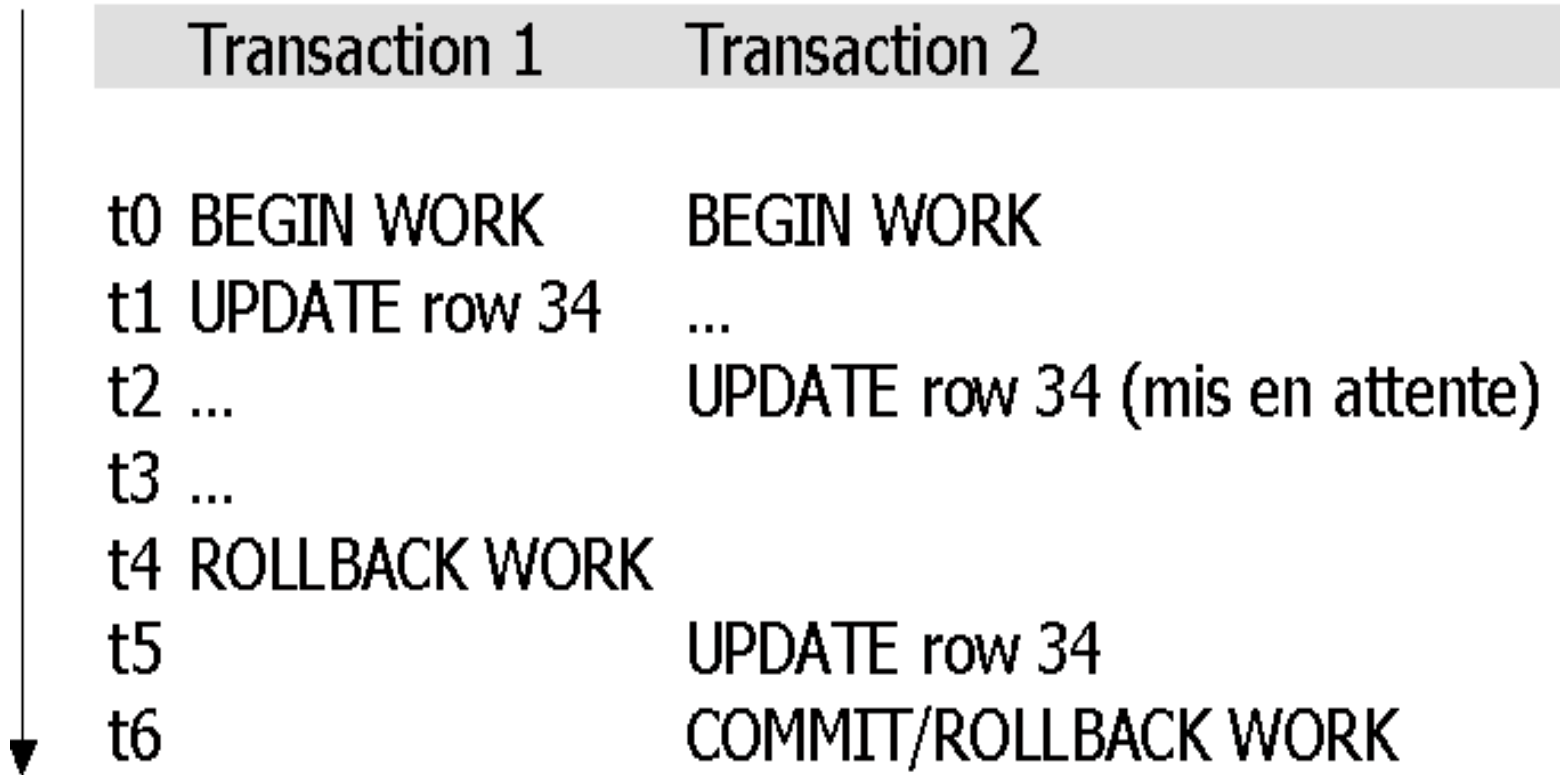 Transaction 1 Transaction 2
t0 BEGIN WORK BEGIN WORK
t1 UPDATE row 34 ...
t2 ... UPDATE row 34 (mis en attente)
t3 ...
t4 ROLLBACK WORK
t5 UPDATE row 34
t6 COMMIT/ROLLBACK WORK